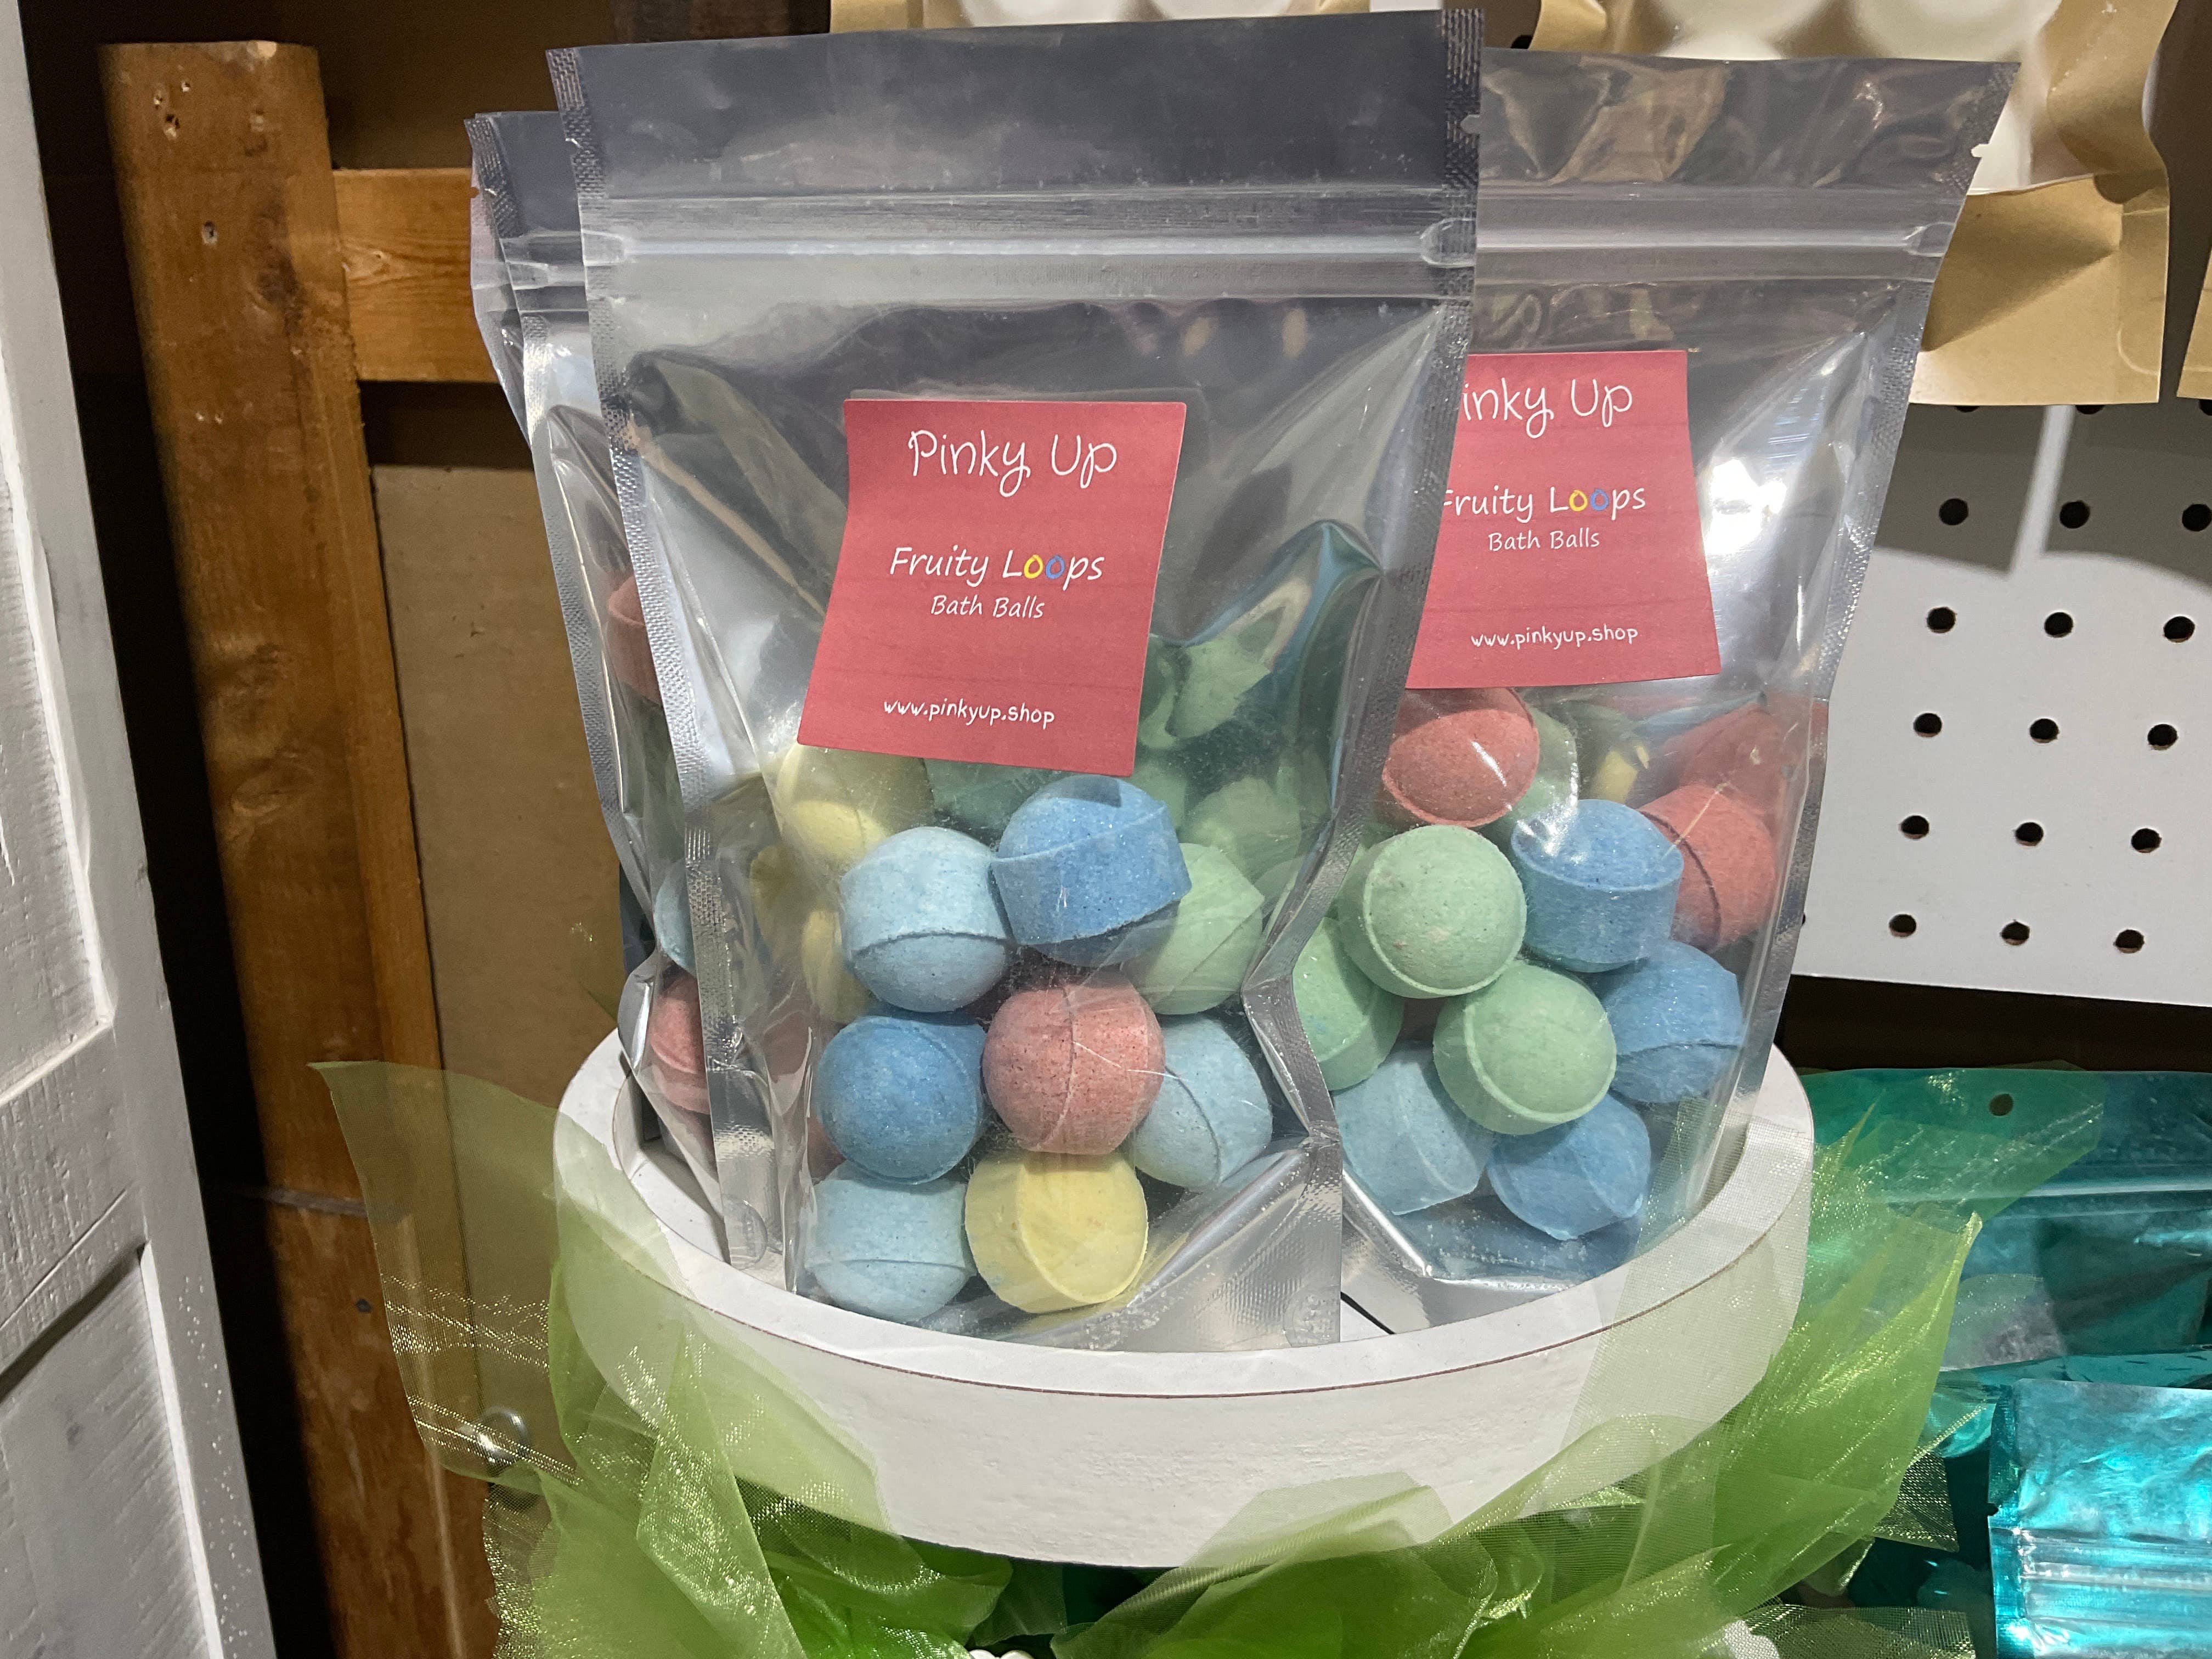 Pinky Up
Fruity Loops
Bath Balls
www.pinkyup.shop
inky Up
Fruity Loops
Bath Balls
www.pinkyup.shop